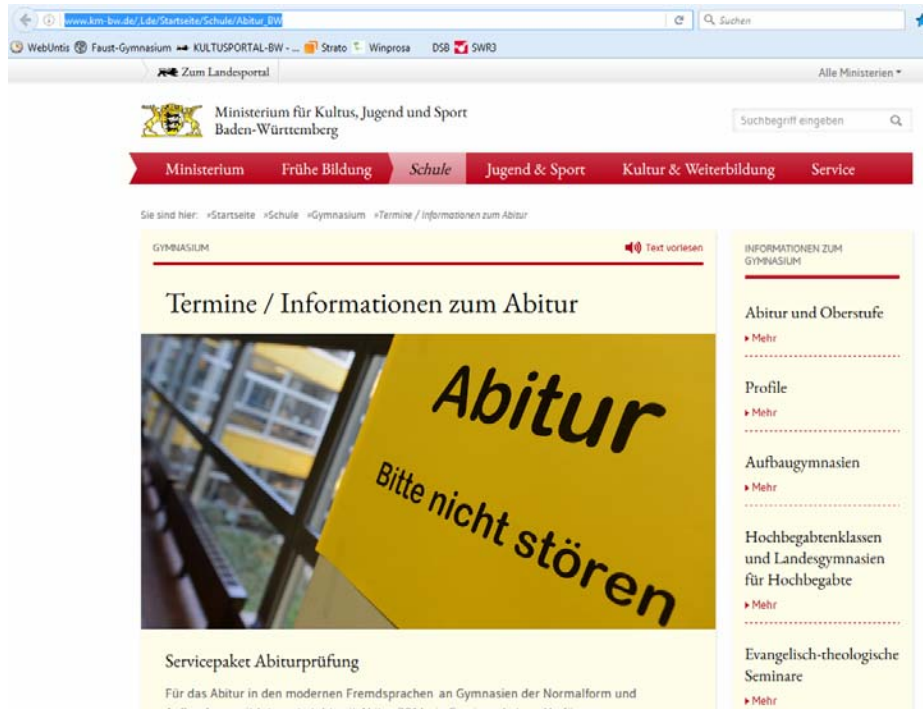 www.km-bw.de/,Lde/Startseite/Schule/Abitur_BW
Suchen
WebUntis Faust-Gymnasium KULTUSPORTAL-BW - ... Strato Winprosa DSB SWR3
Zum Landesportal
Alle Ministerien
Ministerium für Kultus, Jugend und Sport
Baden-Württemberg
Suchbegriff eingeben
Ministerium Frühe Bildung Schule Jugend & Sport Kultur & Weiterbildung Service
Sie sind hier: »Startseite »Schule »Gymnasium »Termine / Informationen zum Abitur
GYMNASIUM
Text vorlesen
Termine / Informationen zum Abitur
Abitur
Bitte nicht stören
Servicepaket Abiturprüfung
Für das Abitur in den modernen Fremdsprachen an Gymnasien der Normalform und
INFORMATIONEN ZUM
GYMNASIUM
Abitur und Oberstufe
Mehr
Profile
Mehr
Aufbaugymnasien
Mehr
Hochbegabtenklassen
und Landesgymnasien
für Hochbegabte
Mehr
Evangelisch-theologische
Seminare
Mehr